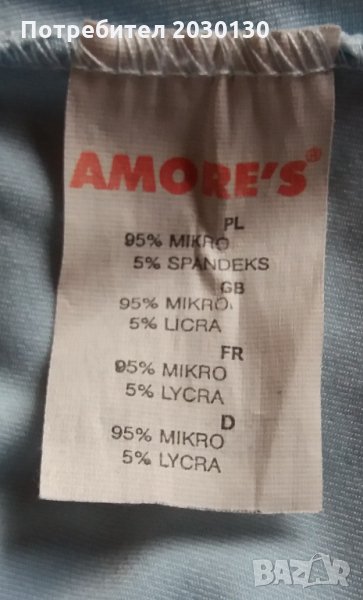 Потребител 2030130
AMORE'S®
PL
95% MIKRO
5% SPANDEKS
GB
95% MIKRO
5% LICRA
FR
95% MIKRO
5% LYCRA
D
95% MIKRO
5% LYCRA
BAZAR